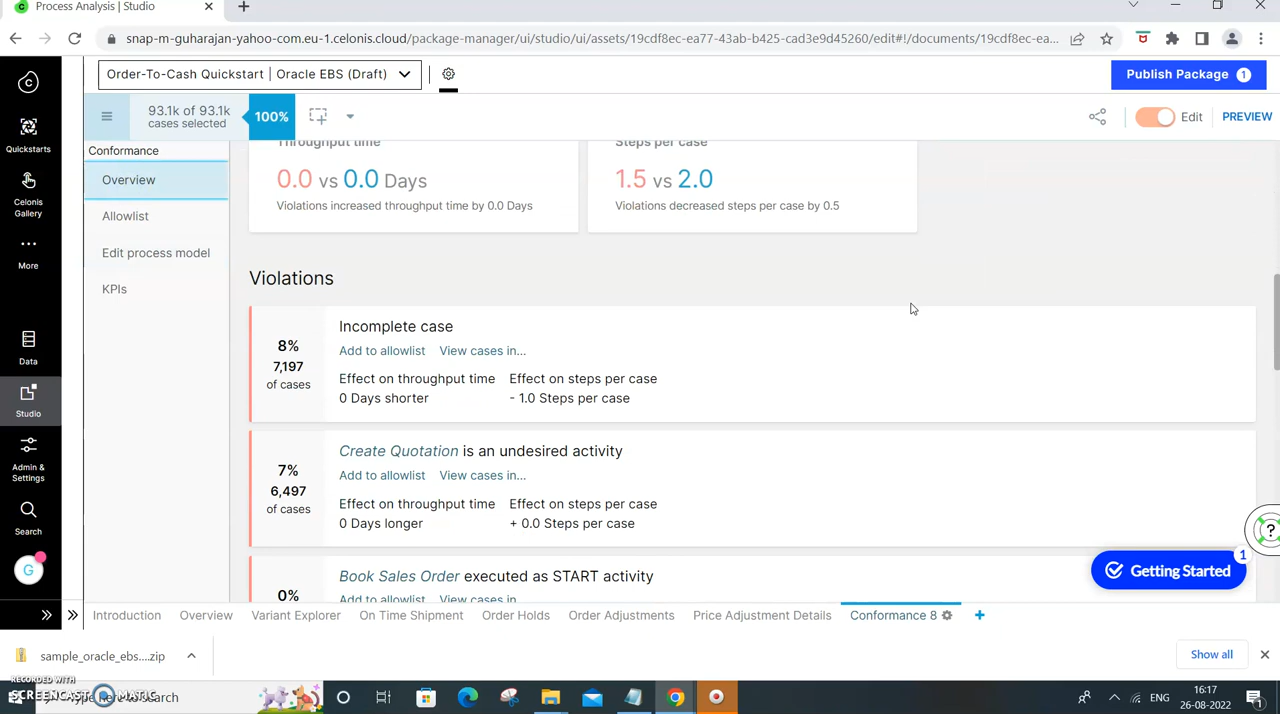 Process Analysis | Studio
snap-m-guharajan-yahoo-com.eu-1.celonis.cloud/package-manager/ui/studio/ui/assets/19cdf8ec-ea77-43ab-b425-cad3e9d45260/edit#!/documents/19cdf8ec-ea...
Order-To-Cash Quickstart | Oracle EBS (Draft)
Publish Package 1
93.1k of 93.1k
cases selected
100%
Edit PREVIEW
Conformance
Overview
Allowlist
Edit process model
KPIs
Quickstarts
Celonis
Gallery
More
Data
Studio
Admin &
Settings
Search
G
Throughput time
0.0 vs 0.0 Days
Violations increased throughput time by 0.0 Days
Steps per case
1.5 vs 2.0
Violations decreased steps per case by 0.5
Violations
8%
7,197
of cases
Incomplete case
Add to allowlist View cases in...
Effect on throughput time Effect on steps per case
0 Days shorter - 1.0 Steps per case
7%
6,497
of cases
Create Quotation is an undesired activity
Add to allowlist View cases in...
Effect on throughput time Effect on steps per case
0 Days longer + 0.0 Steps per case
0%
Book Sales Order executed as START activity
Add to allowlist View cases in...
?
Getting Started 1
Introduction Overview Variant Explorer On Time Shipment Order Holds Order Adjustments Price Adjustment Details Conformance 8
sample_oracle_ebs....zip
Show all
RECORDED WITH
SCREENCAST MATIC
here to search
ENG
16:17
26-08-2022
1